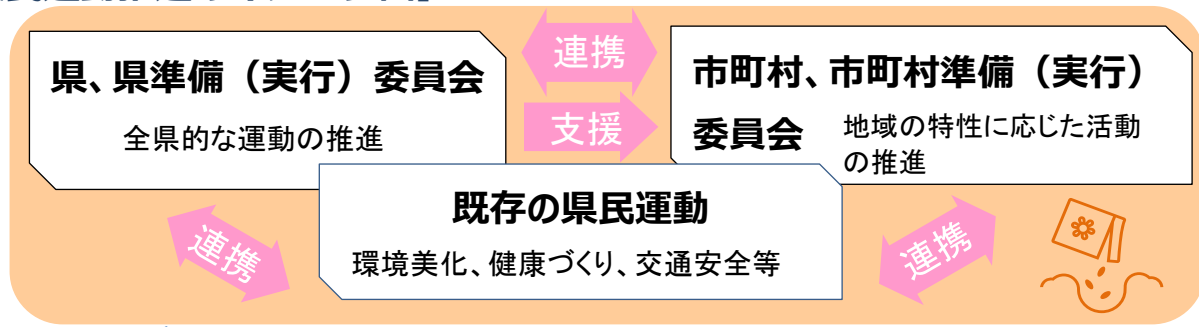 県、県準備（実行）委員会
全県的な運動の推進
連携
支援
市町村、市町村準備（実行）
委員会 地域の特性に応じた活動
の推進
既存の県民運動
環境美化、健康づくり、交通安全等
連携
連携